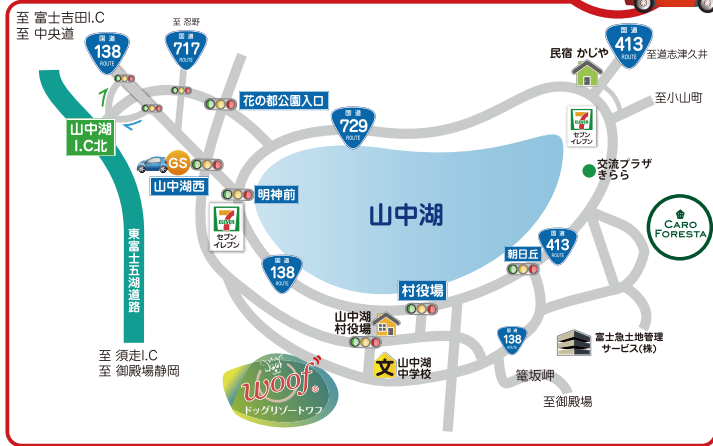 至 富士吉田I.C
至 中央道
国道
138
ROUTE
至 忍野
国道
717
ROUTE
花の都公園入口
国道
729
ROUTE
民宿 かじや
国道
413
ROUTE
至道志津久井
至小山町
7
ELEVEN
セブン
イレブン
交流プラザ
きらら
CARO
FORESTA
山中湖
I.C北
GS
山中湖西
明神前
7
ELEVEN
セブン
イレブン
山中湖
東富士五湖道路
国道
138
ROUTE
朝日丘
国道
413
ROUTE
村役場
山中湖
村役場
文
山中湖
中学校
国道
138
ROUTE
富士急土地管理
サービス(株)
籠坂岬
至御殿場
至 須走I.C
至 御殿場静岡
woof
ドッグリゾートワフ